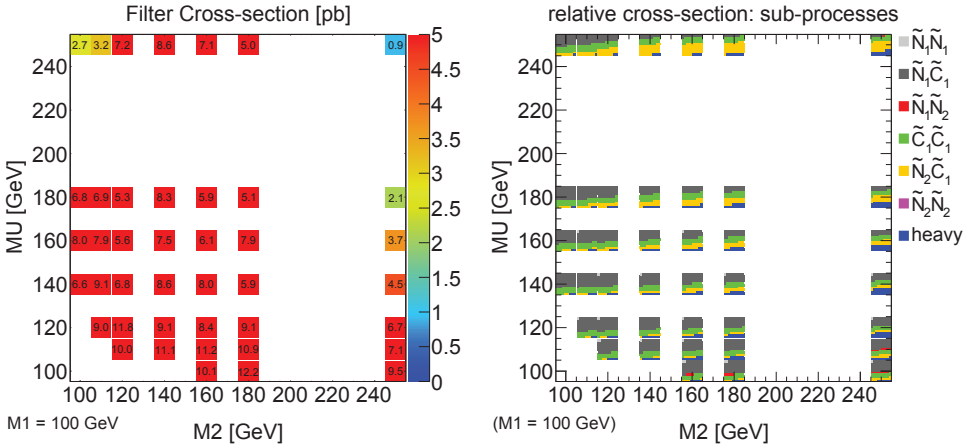 Filter Cross-section [pb]
MU [GeV]
240
220
200
180
160
140
120
100
2.7 3.2 7.2 8.6 7.1 5.0 0.9
6.8 6.9 5.3 8.3 5.9 5.1 2.1
8.0 7.9 5.6 7.5 6.1 7.9 3.7
6.6 9.1 6.8 8.6 8.0 5.9 4.5
9.0 11.8 9.1 8.4 9.1 6.7
10.0 11.1 11.2 10.9 7.1
10.1 12.2 9.5
100 120 140 160 180 200 220 240
M1 = 100 GeV
M2 [GeV]
5
4.5
4
3.5
3
2.5
2
1.5
1
0.5
0
relative cross-section: sub-processes
MU [GeV]
240
220
200
180
160
140
120
100
100 120 140 160 180 200 220 240
(M1 = 100 GeV)
M2 [GeV]
Ñ₁Ñ₁
Ñ₁C̃₁
Ñ₁Ñ₂
C̃₁C̃₁
Ñ₂C̃₁
Ñ₂Ñ₂
heavy